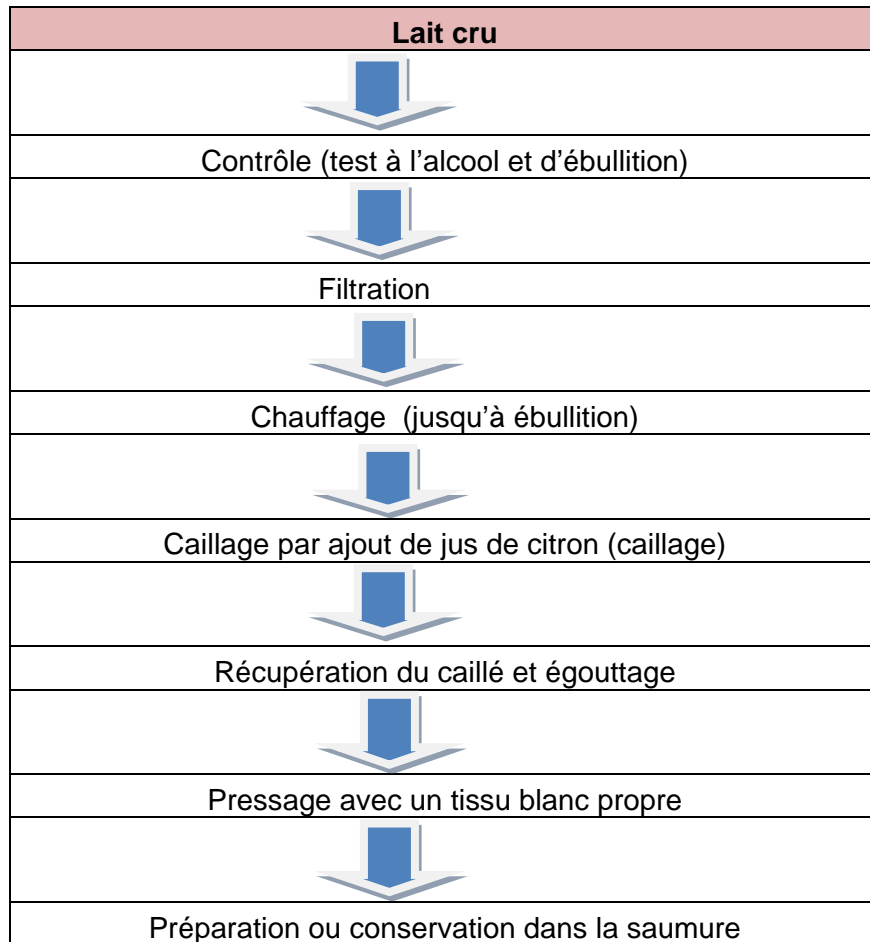 Lait cru
Contrôle (test à l’alcool et d’ébullition)
Filtration
Chauffage (jusqu’à ébullition)
Caillage par ajout de jus de citron (caillage)
Récupération du caillé et égouttage
Pressage avec un tissu blanc propre
Préparation ou conservation dans la saumure